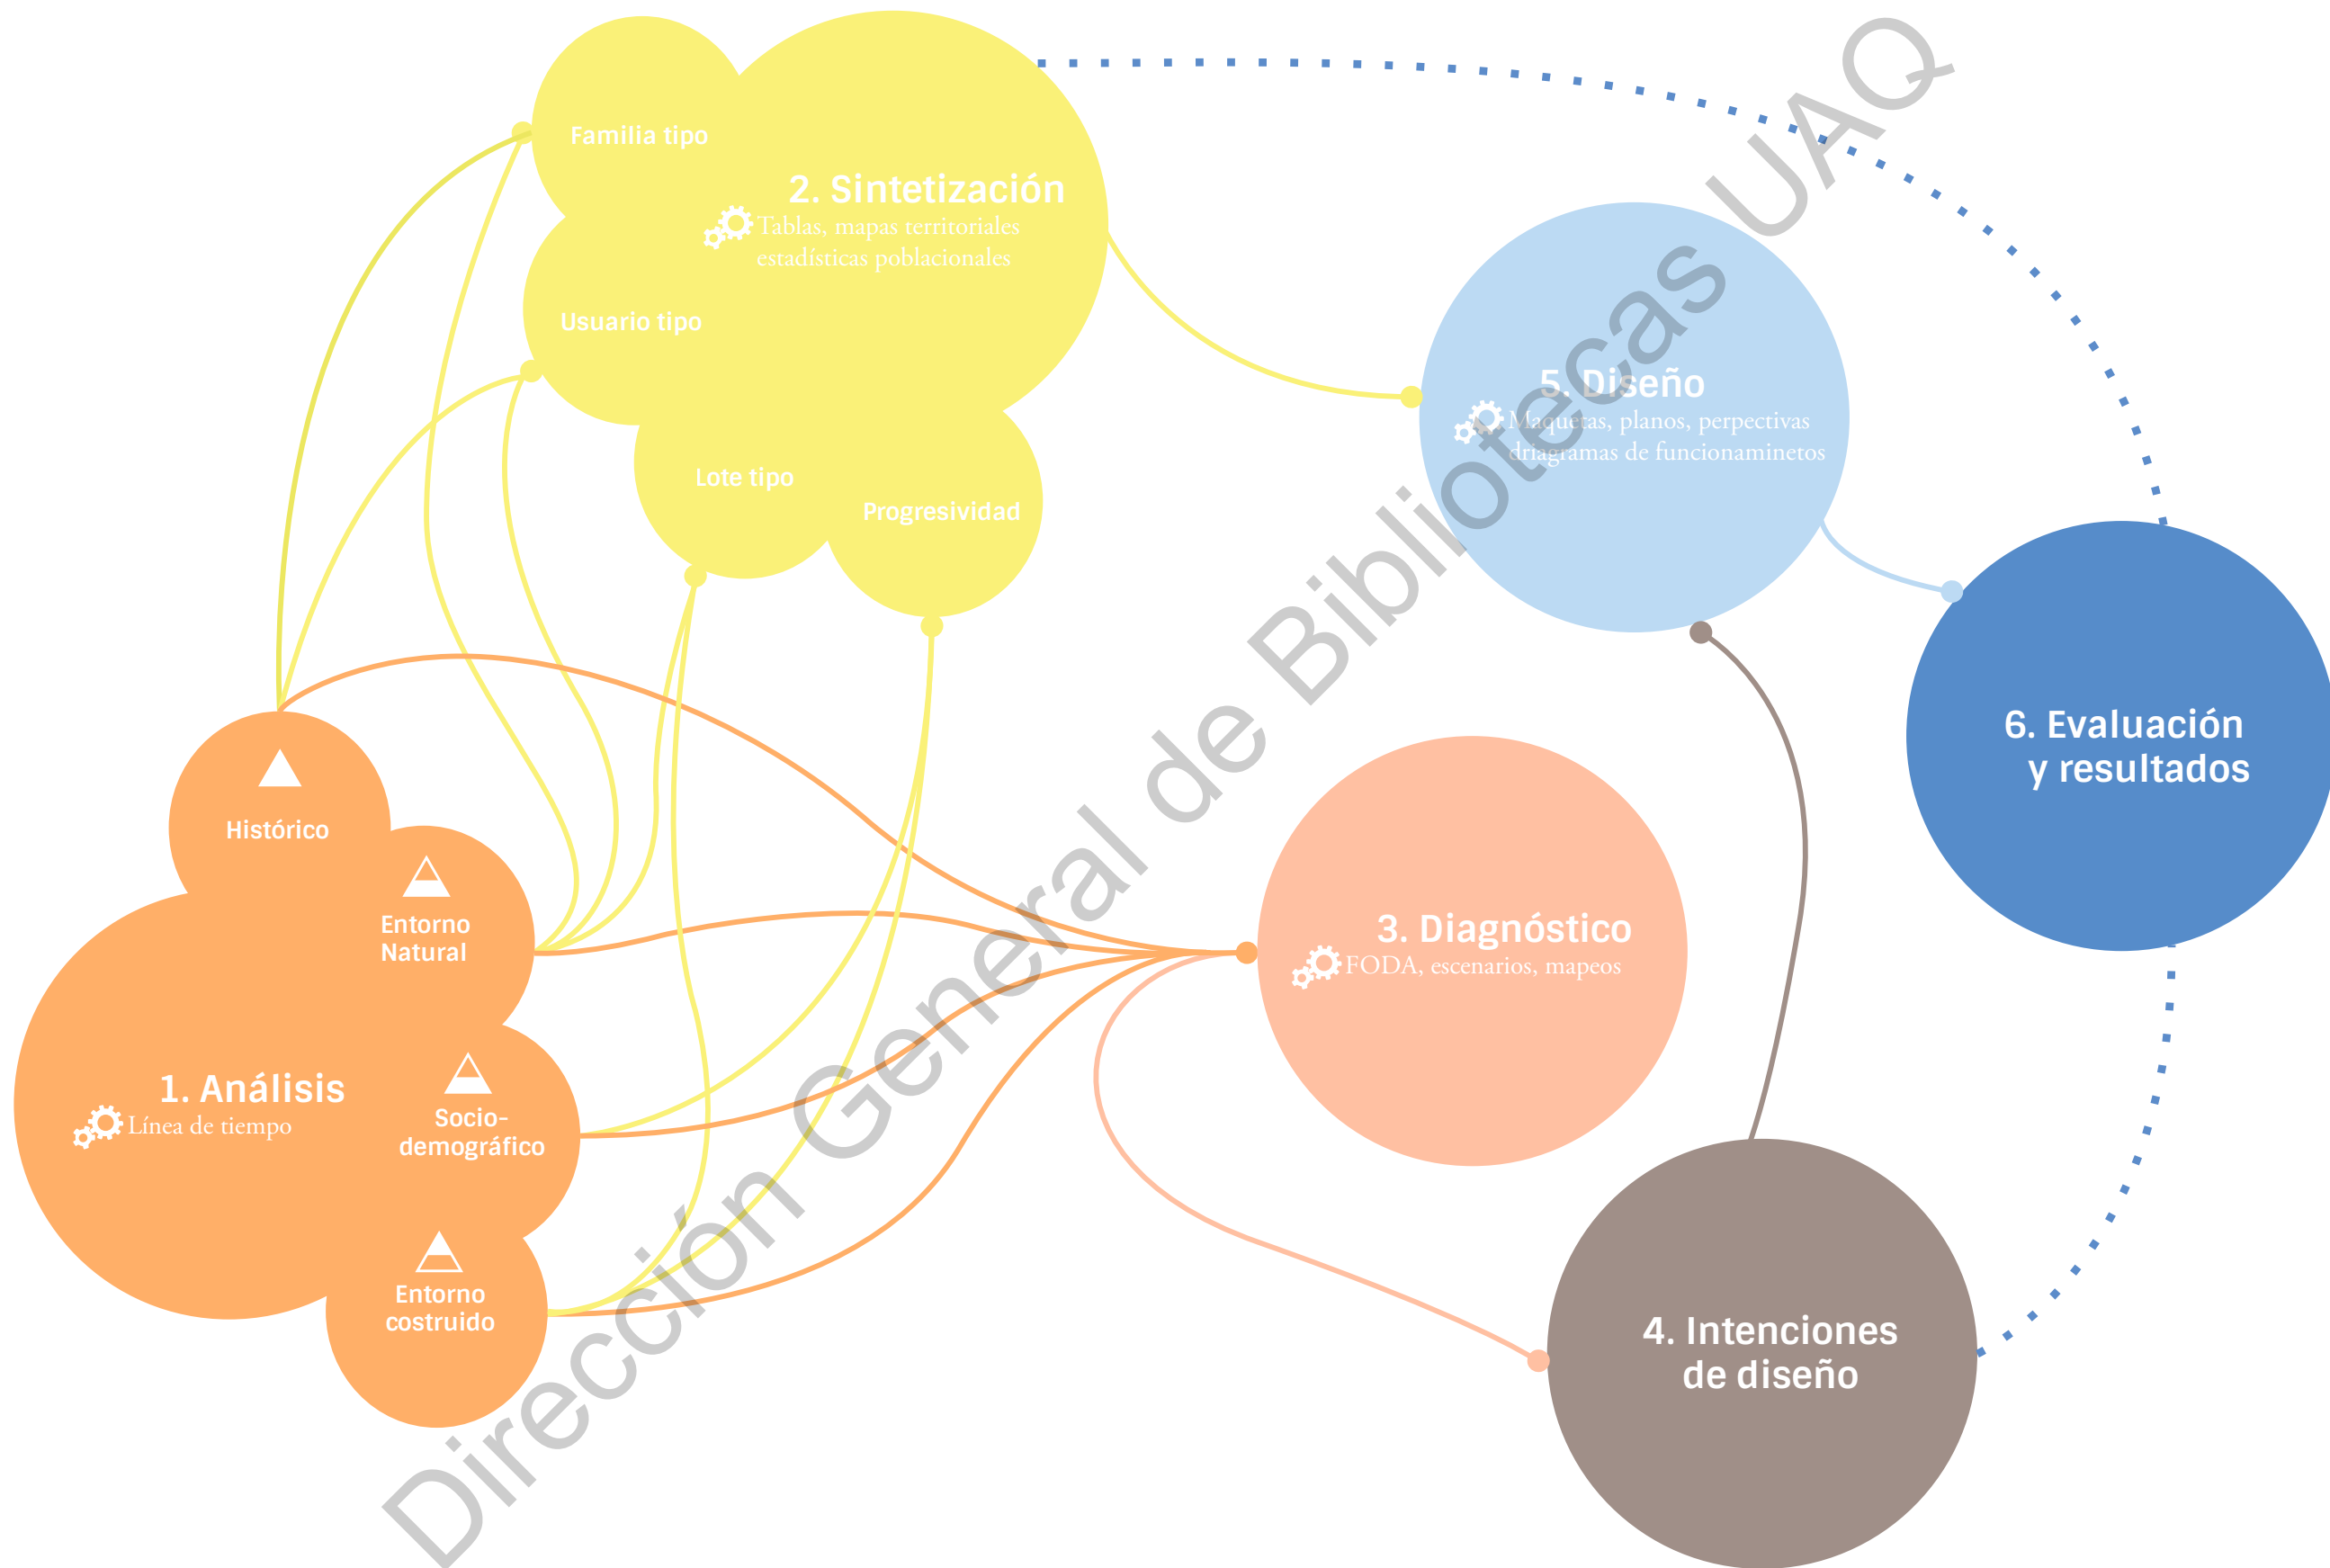 Familia tipo
2. Sintetización
Tablas, mapas territoriales
estadísticas poblacionales
Usuario tipo
Lote tipo
Progresividad
5. Diseño
Maquetas, planos, perpectivas
driagramas de funcionaminetos
6. Evaluación
y resultados
Histórico
Entorno
Natural
3. Diagnóstico
FODA, escenarios, mapeos
1. Análisis
Línea de tiempo
Socio-
demográfico
Entorno
costruido
4. Intenciones
de diseño
Dirección General de Bibliotecas UAQ